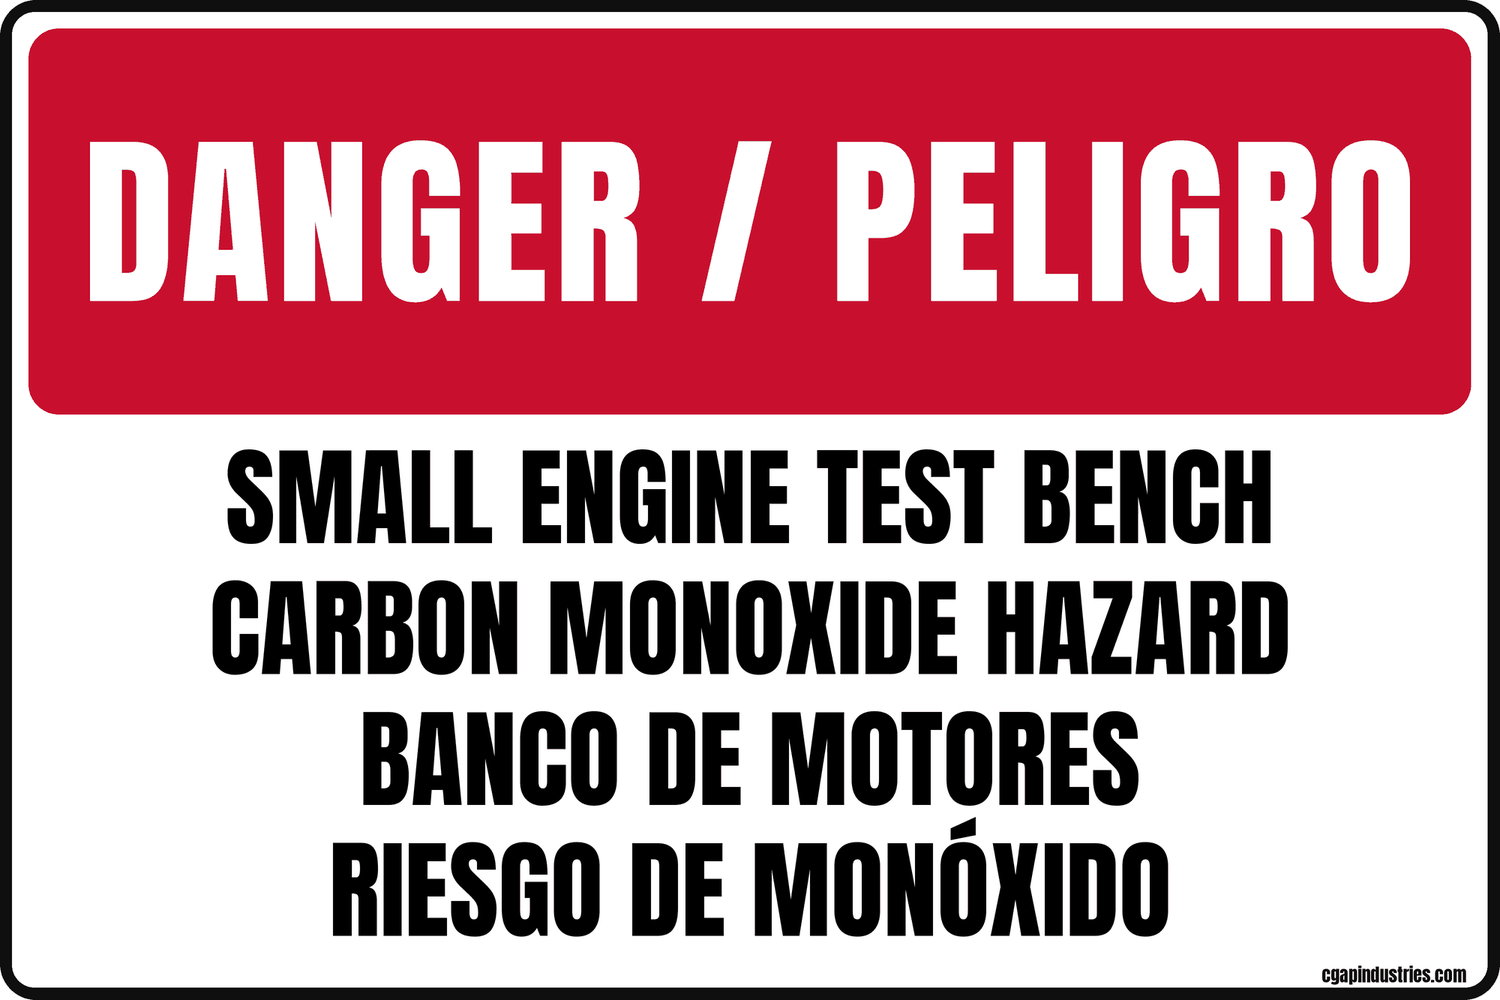 DANGER / PELIGRO
SMALL ENGINE TEST BENCH
CARBON MONOXIDE HAZARD
BANCO DE MOTORES
RIESGO DE MONÓXIDO
cgapindustries.com